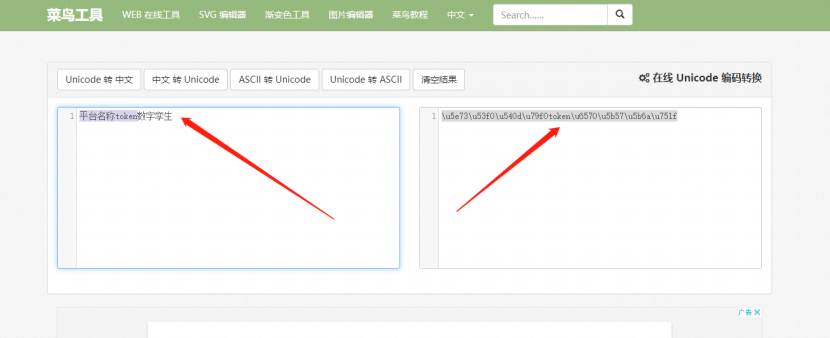 菜鸟工具 WEB 在线工具 SVG 编辑器 渐变色工具 图片编辑器 菜鸟教程 中文 Search......
Unicode 转 中文 中文 转 Unicode ASCII 转 Unicode Unicode 转 ASCII 清空结果 在线 Unicode 编码转换
1 平台名称token数字孪生
1 \u5e73\u53f0\u540d\u79f0token\u6570\u5b57\u5b6a\u751f
广告